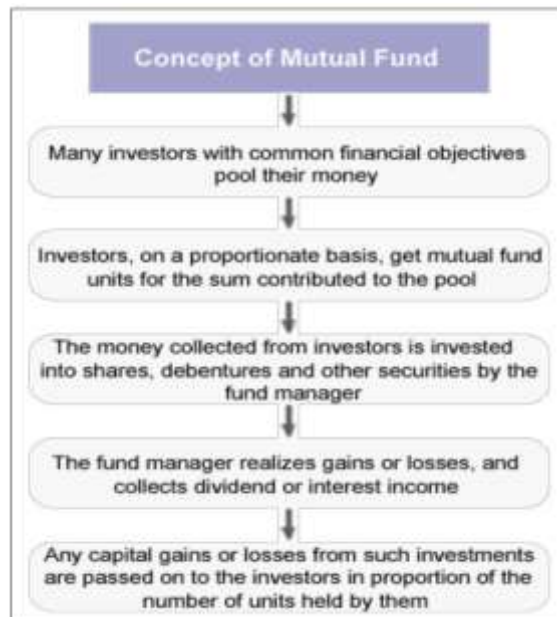 Concept of Mutual Fund
Many investors with common financial objectives
pool their money
Investors, on a proportionate basis, get mutual fund
units for the sum contributed to the pool
The money collected from investors is invested
into shares, debentures and other securities by the
fund manager
The fund manager realizes gains or losses, and
collects dividend or interest income
Any capital gains or losses from such investments
are passed on to the investors in proportion of the
number of units held by them